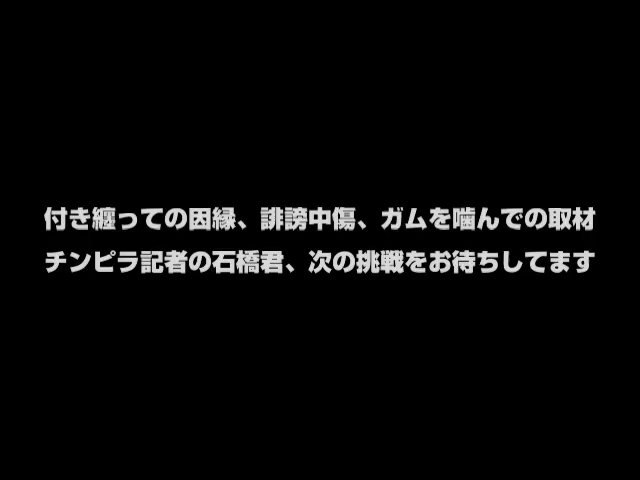 付き纏っての因縁、誹謗中傷、ガムを噛んでの取材
チンピラ記者の石橋君、次の挑戦をお待ちしてます